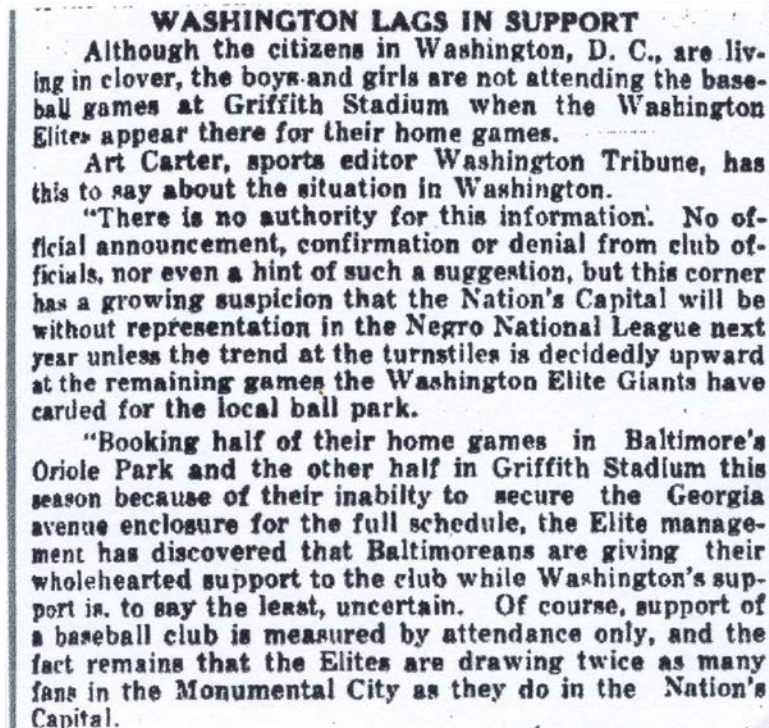 WASHINGTON LAGS IN SUPPORT
Although the citizens in Washington, D. C., are liv-
ing in clover, the boys and girls are not attending the base-
ball games at Griffith Stadium when the Washington
Elites appear there for their home games.
Art Carter, sports editor Washington Tribune, has
this to say about the situation in Washington.
"There is no authority for this information. No of-
ficial announcement, confirmation or denial from club of-
ficials, nor even a hint of such a suggestion, but this corner
has a growing suspicion that the Nation's Capital will be
without representation in the Negro National League next
year unless the trend at the turnstiles is decidedly upward
at the remaining games the Washington Elite Giants have
carded for the local ball park.
"Booking half of their home games in Baltimore's
Oriole Park and the other half in Griffith Stadium this
season because of their inabilty to secure the Georgia
avenue enclosure for the full schedule, the Elite manage-
ment has discovered that Baltimoreans are giving their
wholehearted support to the club while Washington's sup-
port is, to say the least, uncertain. Of course, support of
a baseball club is measured by attendance only, and the
fact remains that the Elites are drawing twice as many
fans in the Monumental City as they do in the Nation's
Capital.